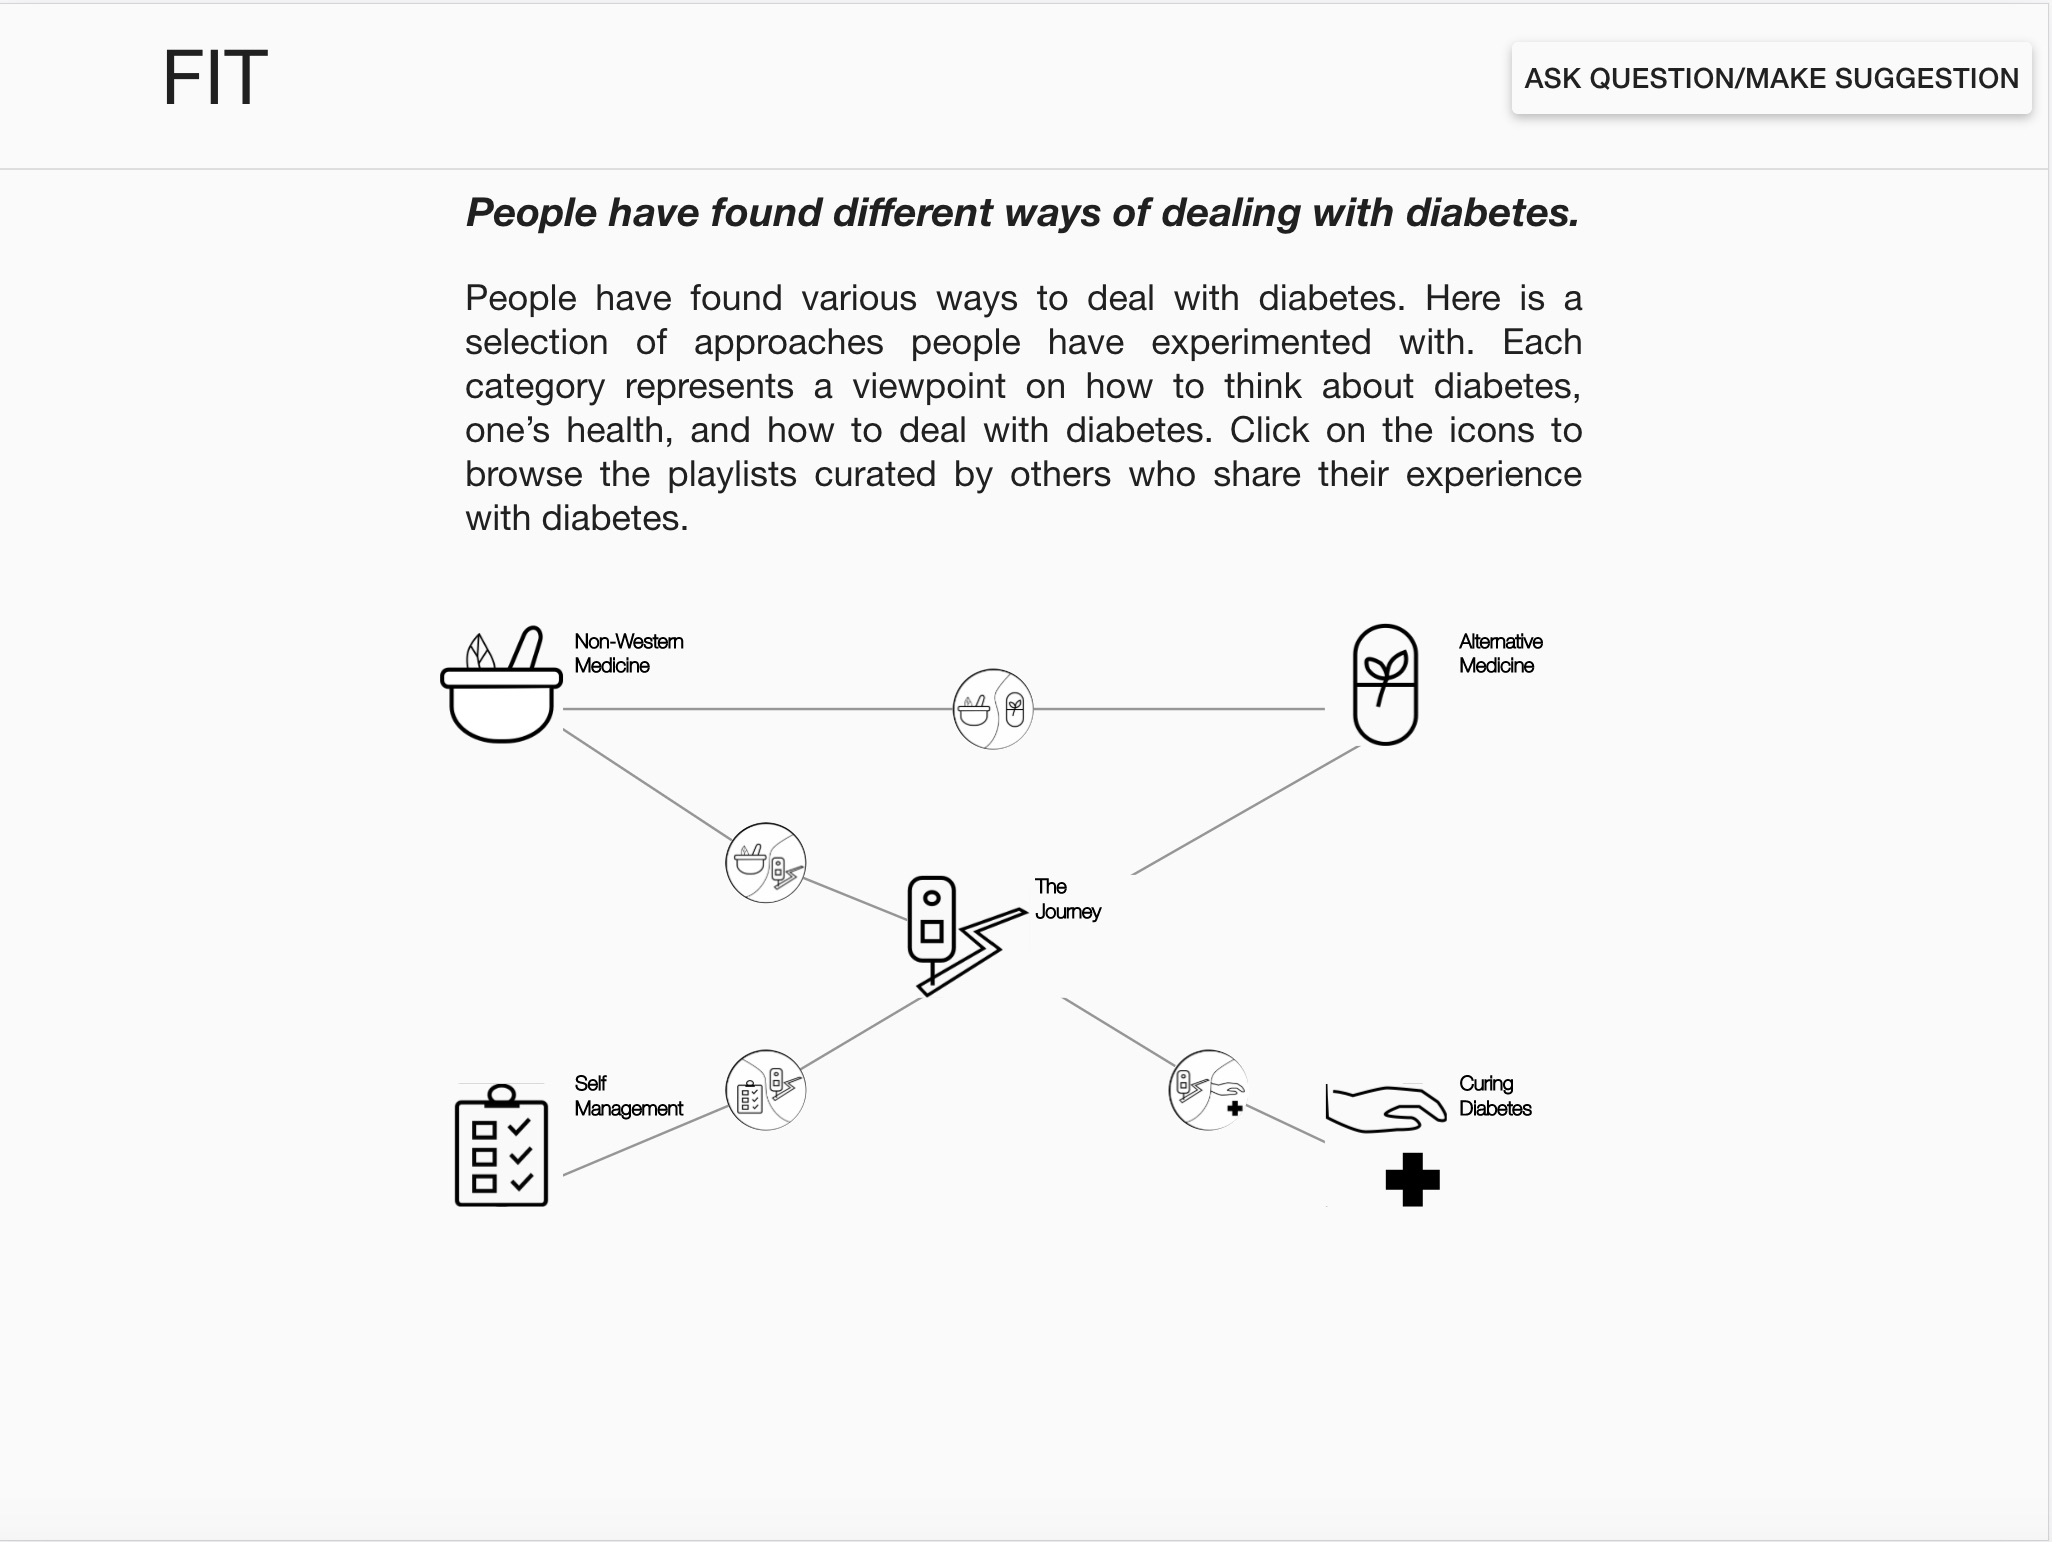 FIT
ASK QUESTION/MAKE SUGGESTION
People have found different ways of dealing with diabetes.
People have found various ways to deal with diabetes. Here is a
selection of approaches people have experimented with. Each
category represents a viewpoint on how to think about diabetes,
one’s health, and how to deal with diabetes. Click on the icons to
browse the playlists curated by others who share their experience
with diabetes.
Non-Western
Medicine
Alternative
Medicine
The
Journey
Self
Management
Curing
Diabetes